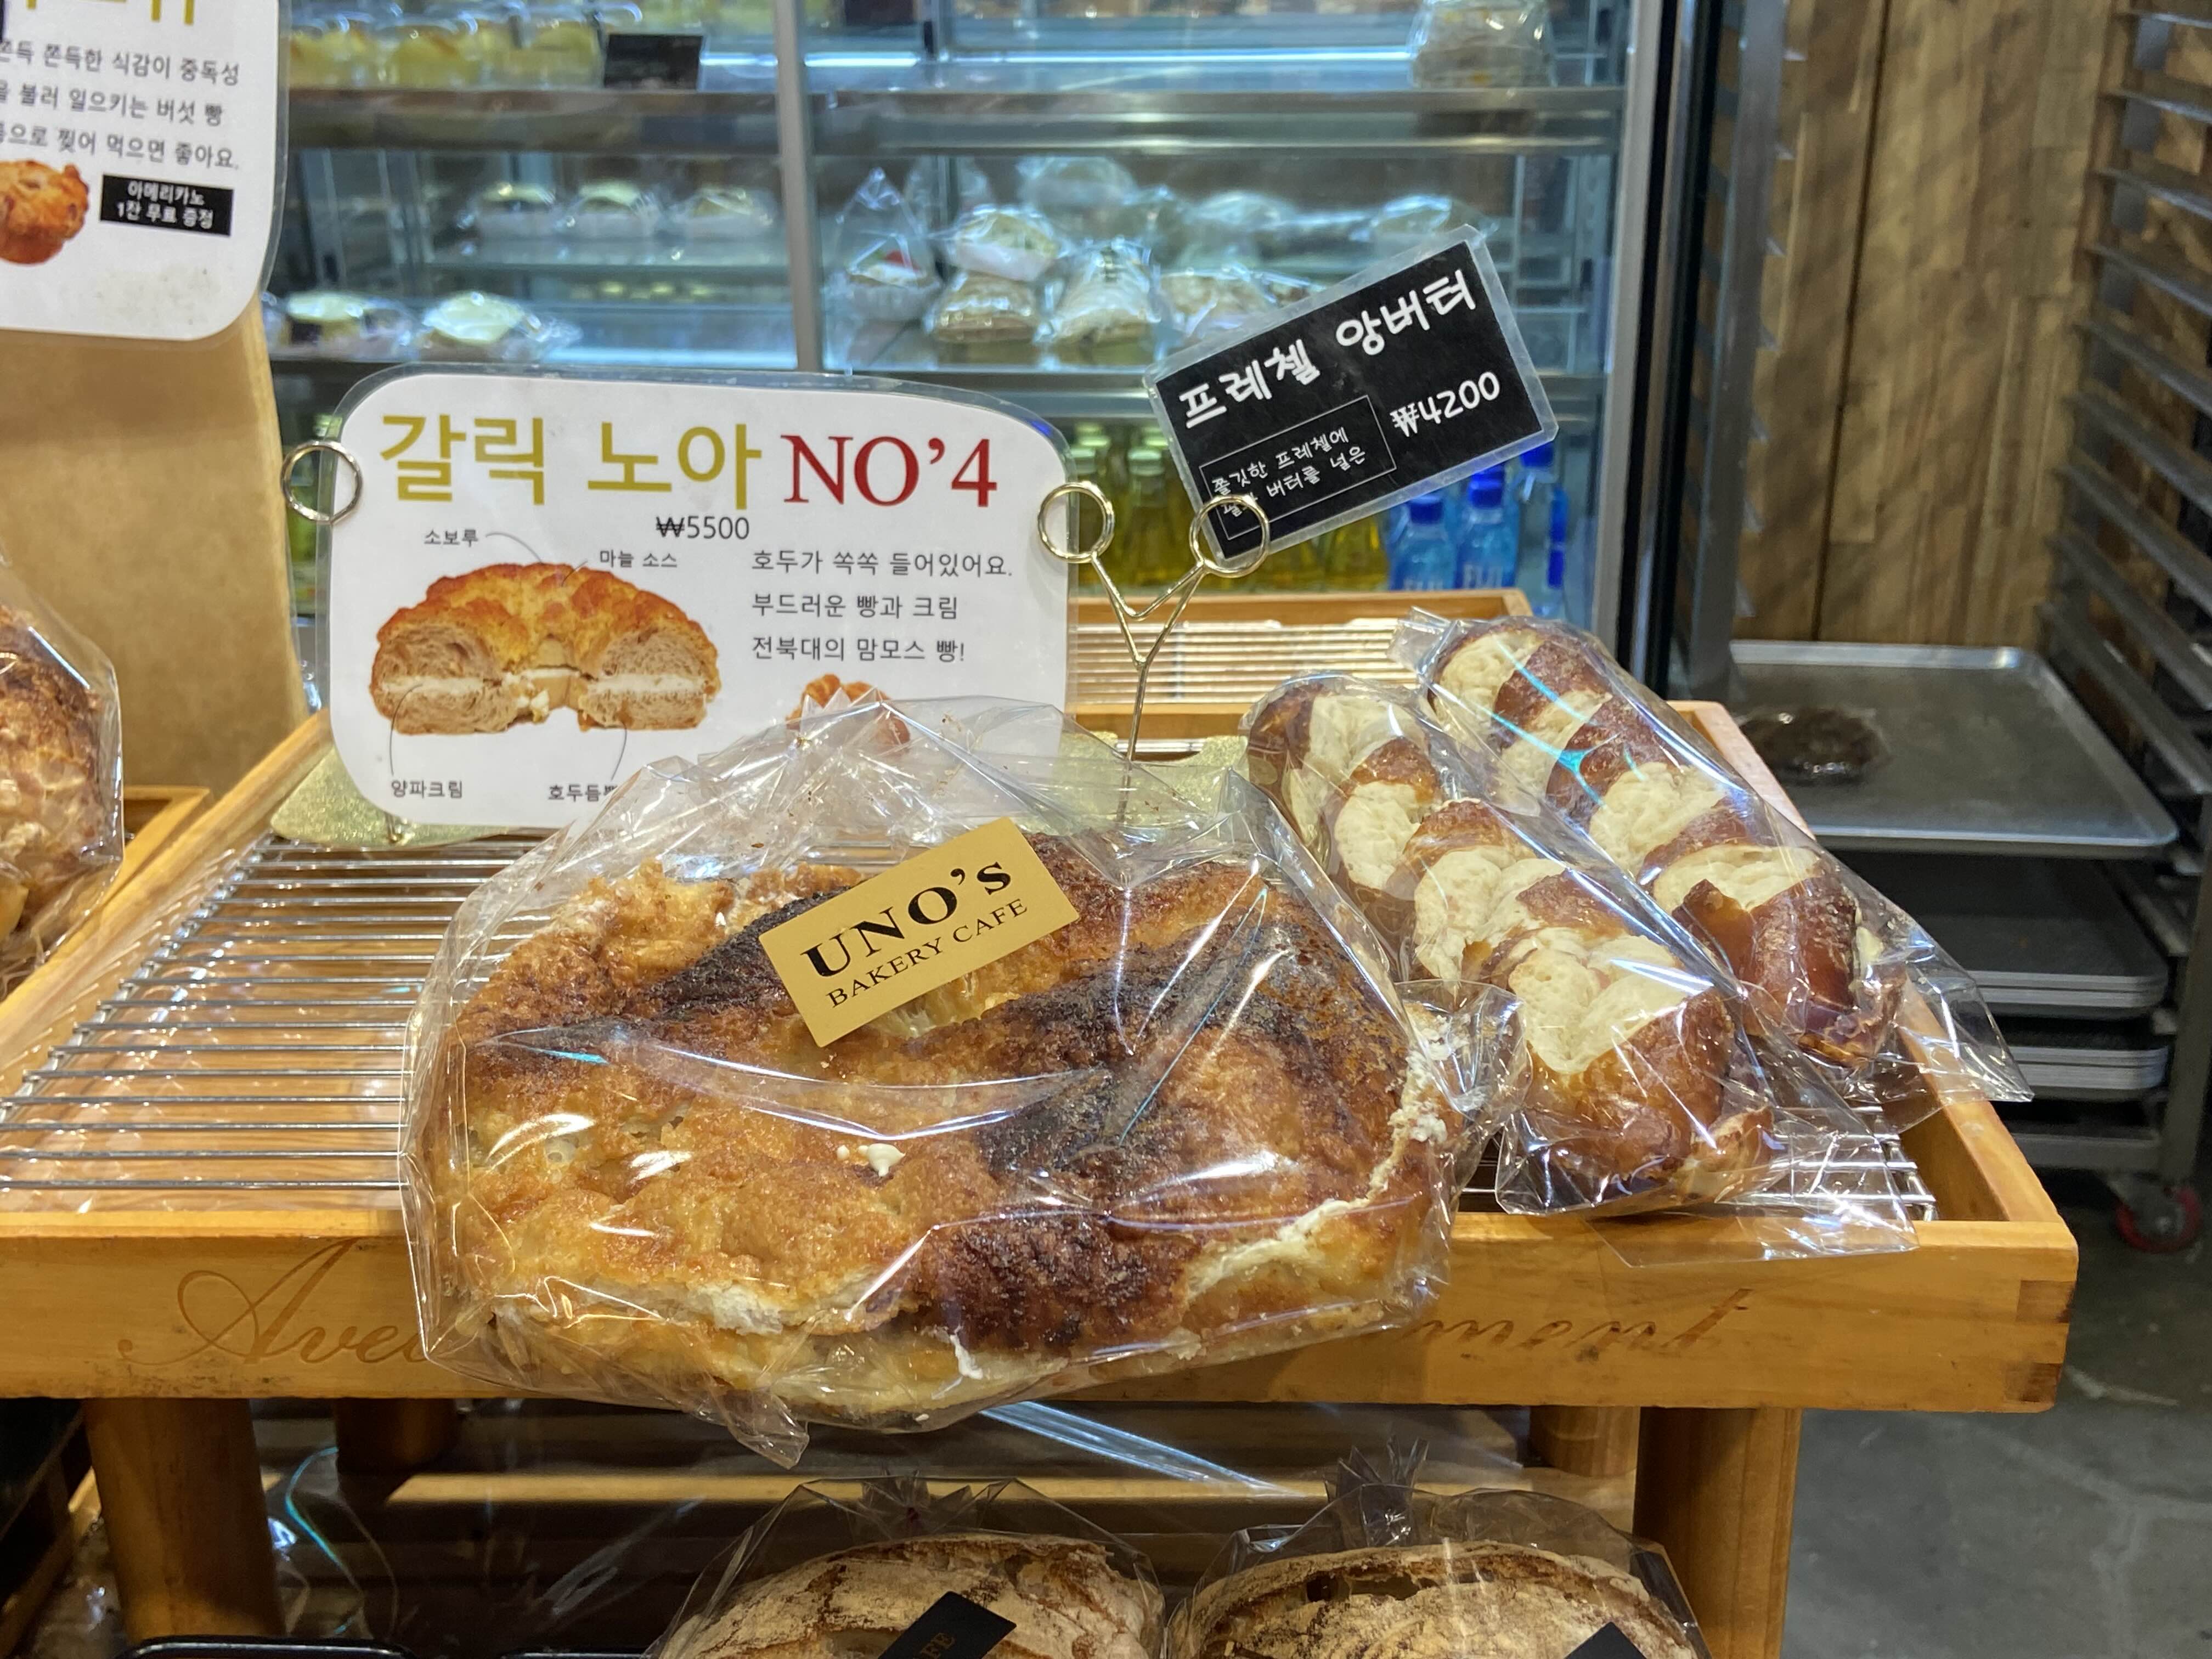 쫀득 쫀득한 식감이 중독성
을 불러 일으키는 버섯 빵
찢어 먹으면 좋아요.
아메리카노
1잔 무료 증정
갈릭 노아 NO'4
₩5500
소보루
마늘 소스
호두가 쏙쏙 들어있어요.
부드러운 빵과 크림
전북대의 맘모스 빵!
양파크림
호두듬뿍
프레첼 앙버터
₩4200
쫄깃한 프레첼에
버터를 넣은
UNO's
BAKERY CAFE
FIJI